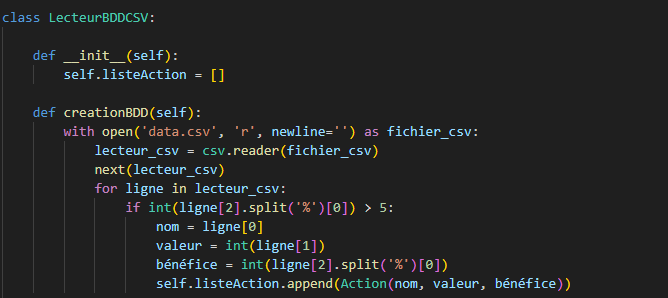 class LecteurBDDCSV:
def __init__(self):
self.listeAction = []
def creationBDD(self):
with open('data.csv', 'r', newline='') as fichier_csv:
lecteur_csv = csv.reader(fichier_csv)
next(lecteur_csv)
for ligne in lecteur_csv:
if int(ligne[2].split('%')[0]) > 5:
nom = ligne[0]
valeur = int(ligne[1])
bénéfice = int(ligne[2].split('%')[0])
self.listeAction.append(Action(nom, valeur, bénéfice))